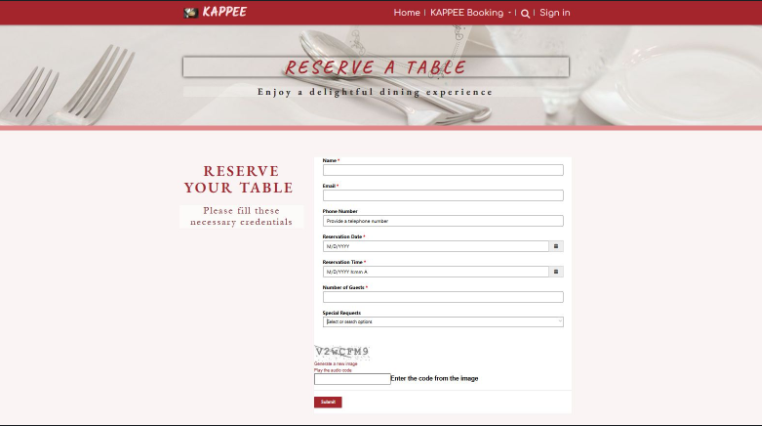 KAPPEE
Home | KAPPEE Booking | Sign in
RESERVE A TABLE
Enjoy a delightful dining experience
RESERVE
YOUR TABLE
Please fill these
necessary credentials
Name *
Email *
Phone Number
Provide a telephone number
Reservation Date *
M/D/YYYY
Reservation Time *
M/D/YYYY h:mm A
Number of Guests *
Special Requests
Select or search options
V2WCFM9
Generate a new image
Play the audio code
Enter the code from the image
Submit